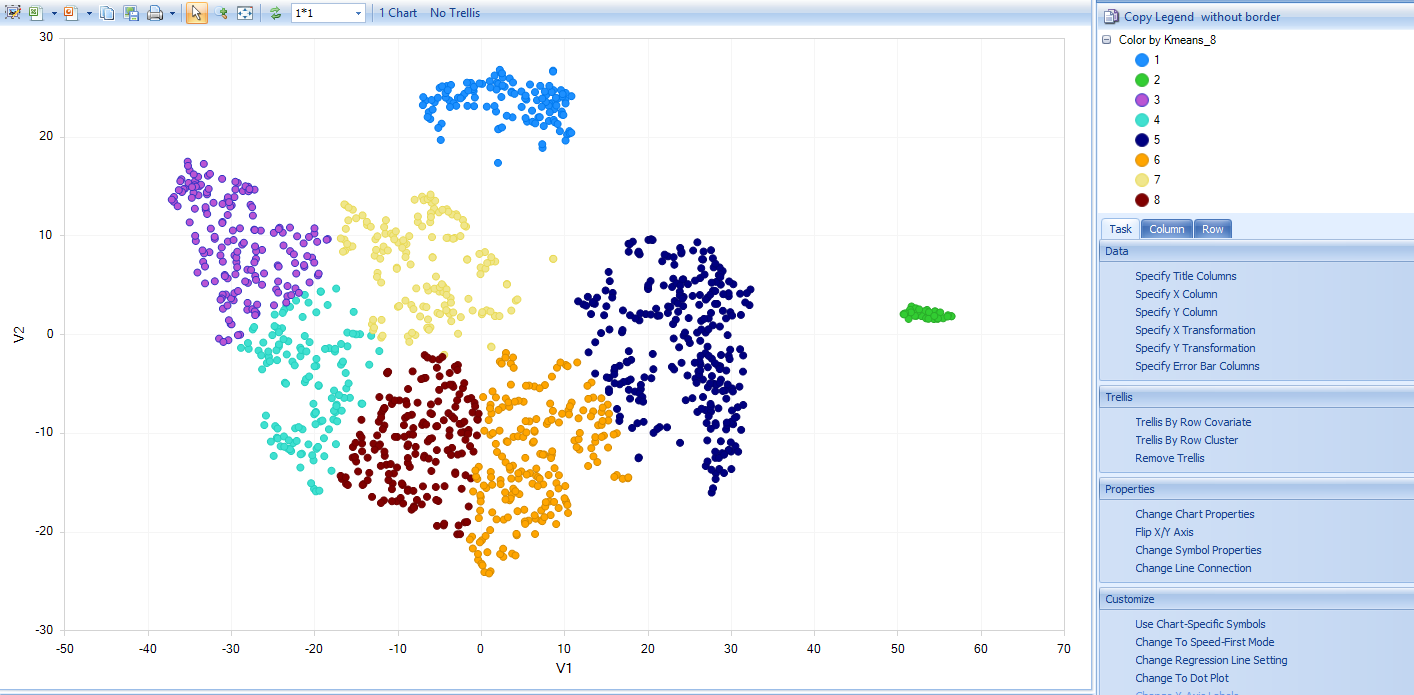 1*1 1 Chart No Trellis
30
20
10
0
-10
-20
-30
V2
-50 -40 -30 -20 -10 0 10 20 30 40 50 60 70
V1
Copy Legend without border
Color by Kmeans_8
1
2
3
4
5
6
7
8
Task Column Row
Data
Specify Title Columns
Specify X Column
Specify Y Column
Specify X Transformation
Specify Y Transformation
Specify Error Bar Columns
Trellis
Trellis By Row Covariate
Trellis By Row Cluster
Remove Trellis
Properties
Change Chart Properties
Flip X/Y Axis
Change Symbol Properties
Change Line Connection
Customize
Use Chart-Specific Symbols
Change To Speed-First Mode
Change Regression Line Setting
Change To Dot Plot